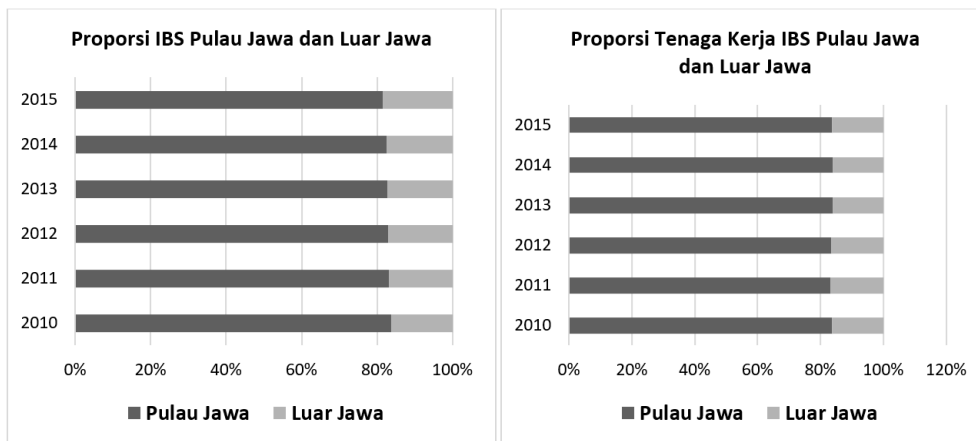 Proporsi IBS Pulau Jawa dan Luar Jawa
2015
2014
2013
2012
2011
2010
0% 20% 40% 60% 80% 100%
Pulau Jawa Luar Jawa
Proporsi Tenaga Kerja IBS Pulau Jawa
dan Luar Jawa
2015
2014
2013
2012
2011
2010
0% 20% 40% 60% 80% 100% 120%
Pulau Jawa Luar Jawa